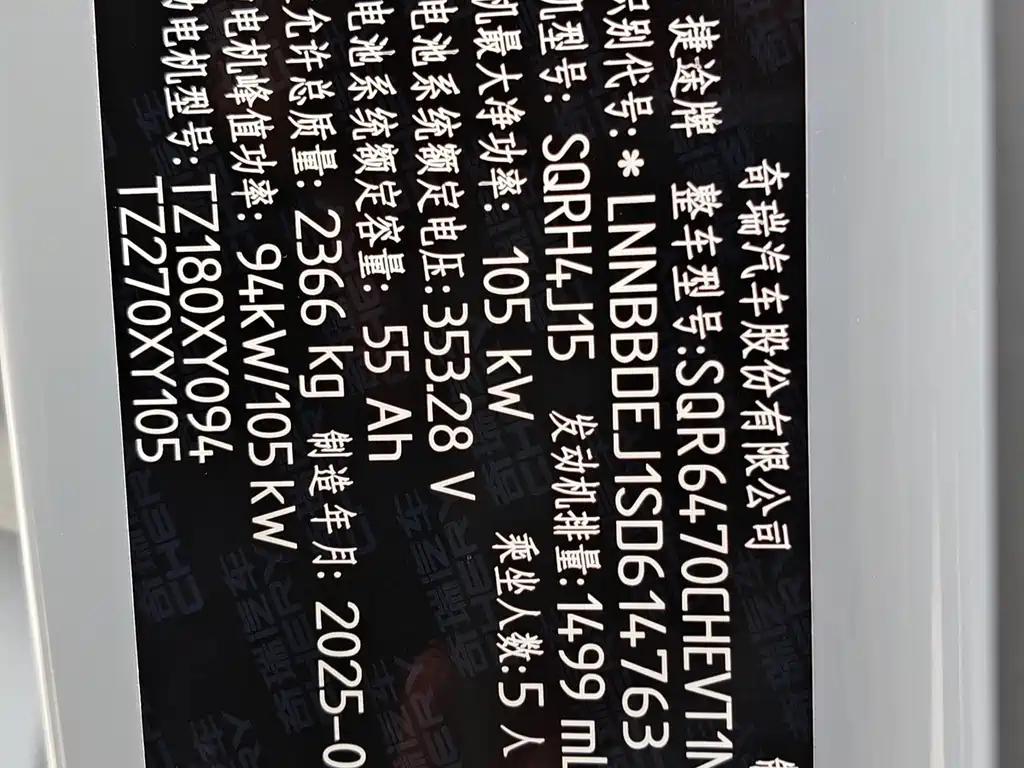 奇瑞汽车股份有限公司
捷途牌 整车型号:SQR6470CHEVT1
识别代号:*LNNBBDEJ1SD614763
机型号: SQRH4J15 发动机排量:1499 mL
机最大净功率: 105 kW 乘坐人数:5 人
电池系统额定电压:353.28 V
电池系统额定容量: 55 Ah
允许总质量: 2366 kg 制造年月: 2025-0
电机峰值功率: 94kW/105 kW
电机型号: TZ180XY094
TZ270XY105